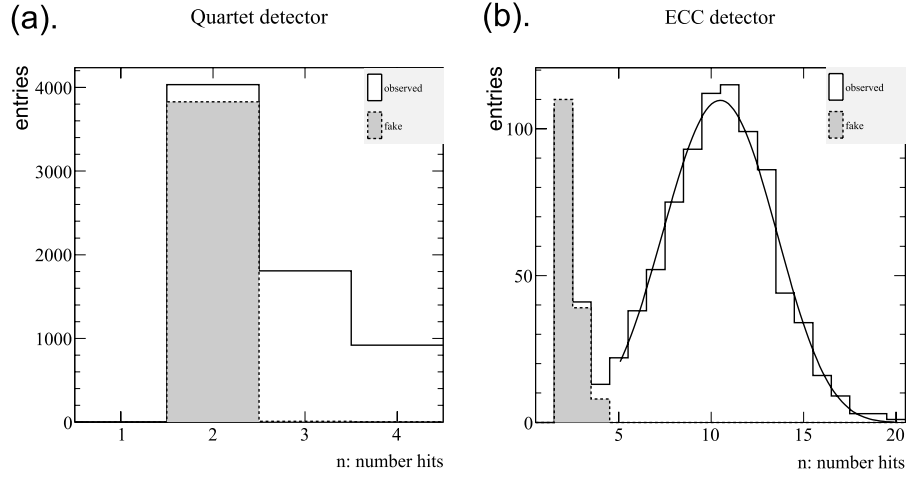 (a).
Quartet detector
entries
observed
fake
4000
3000
2000
1000
0
1 2 3 4
n: number hits
(b).
ECC detector
entries
observed
fake
100
50
0
5 10 15 20
n: number hits